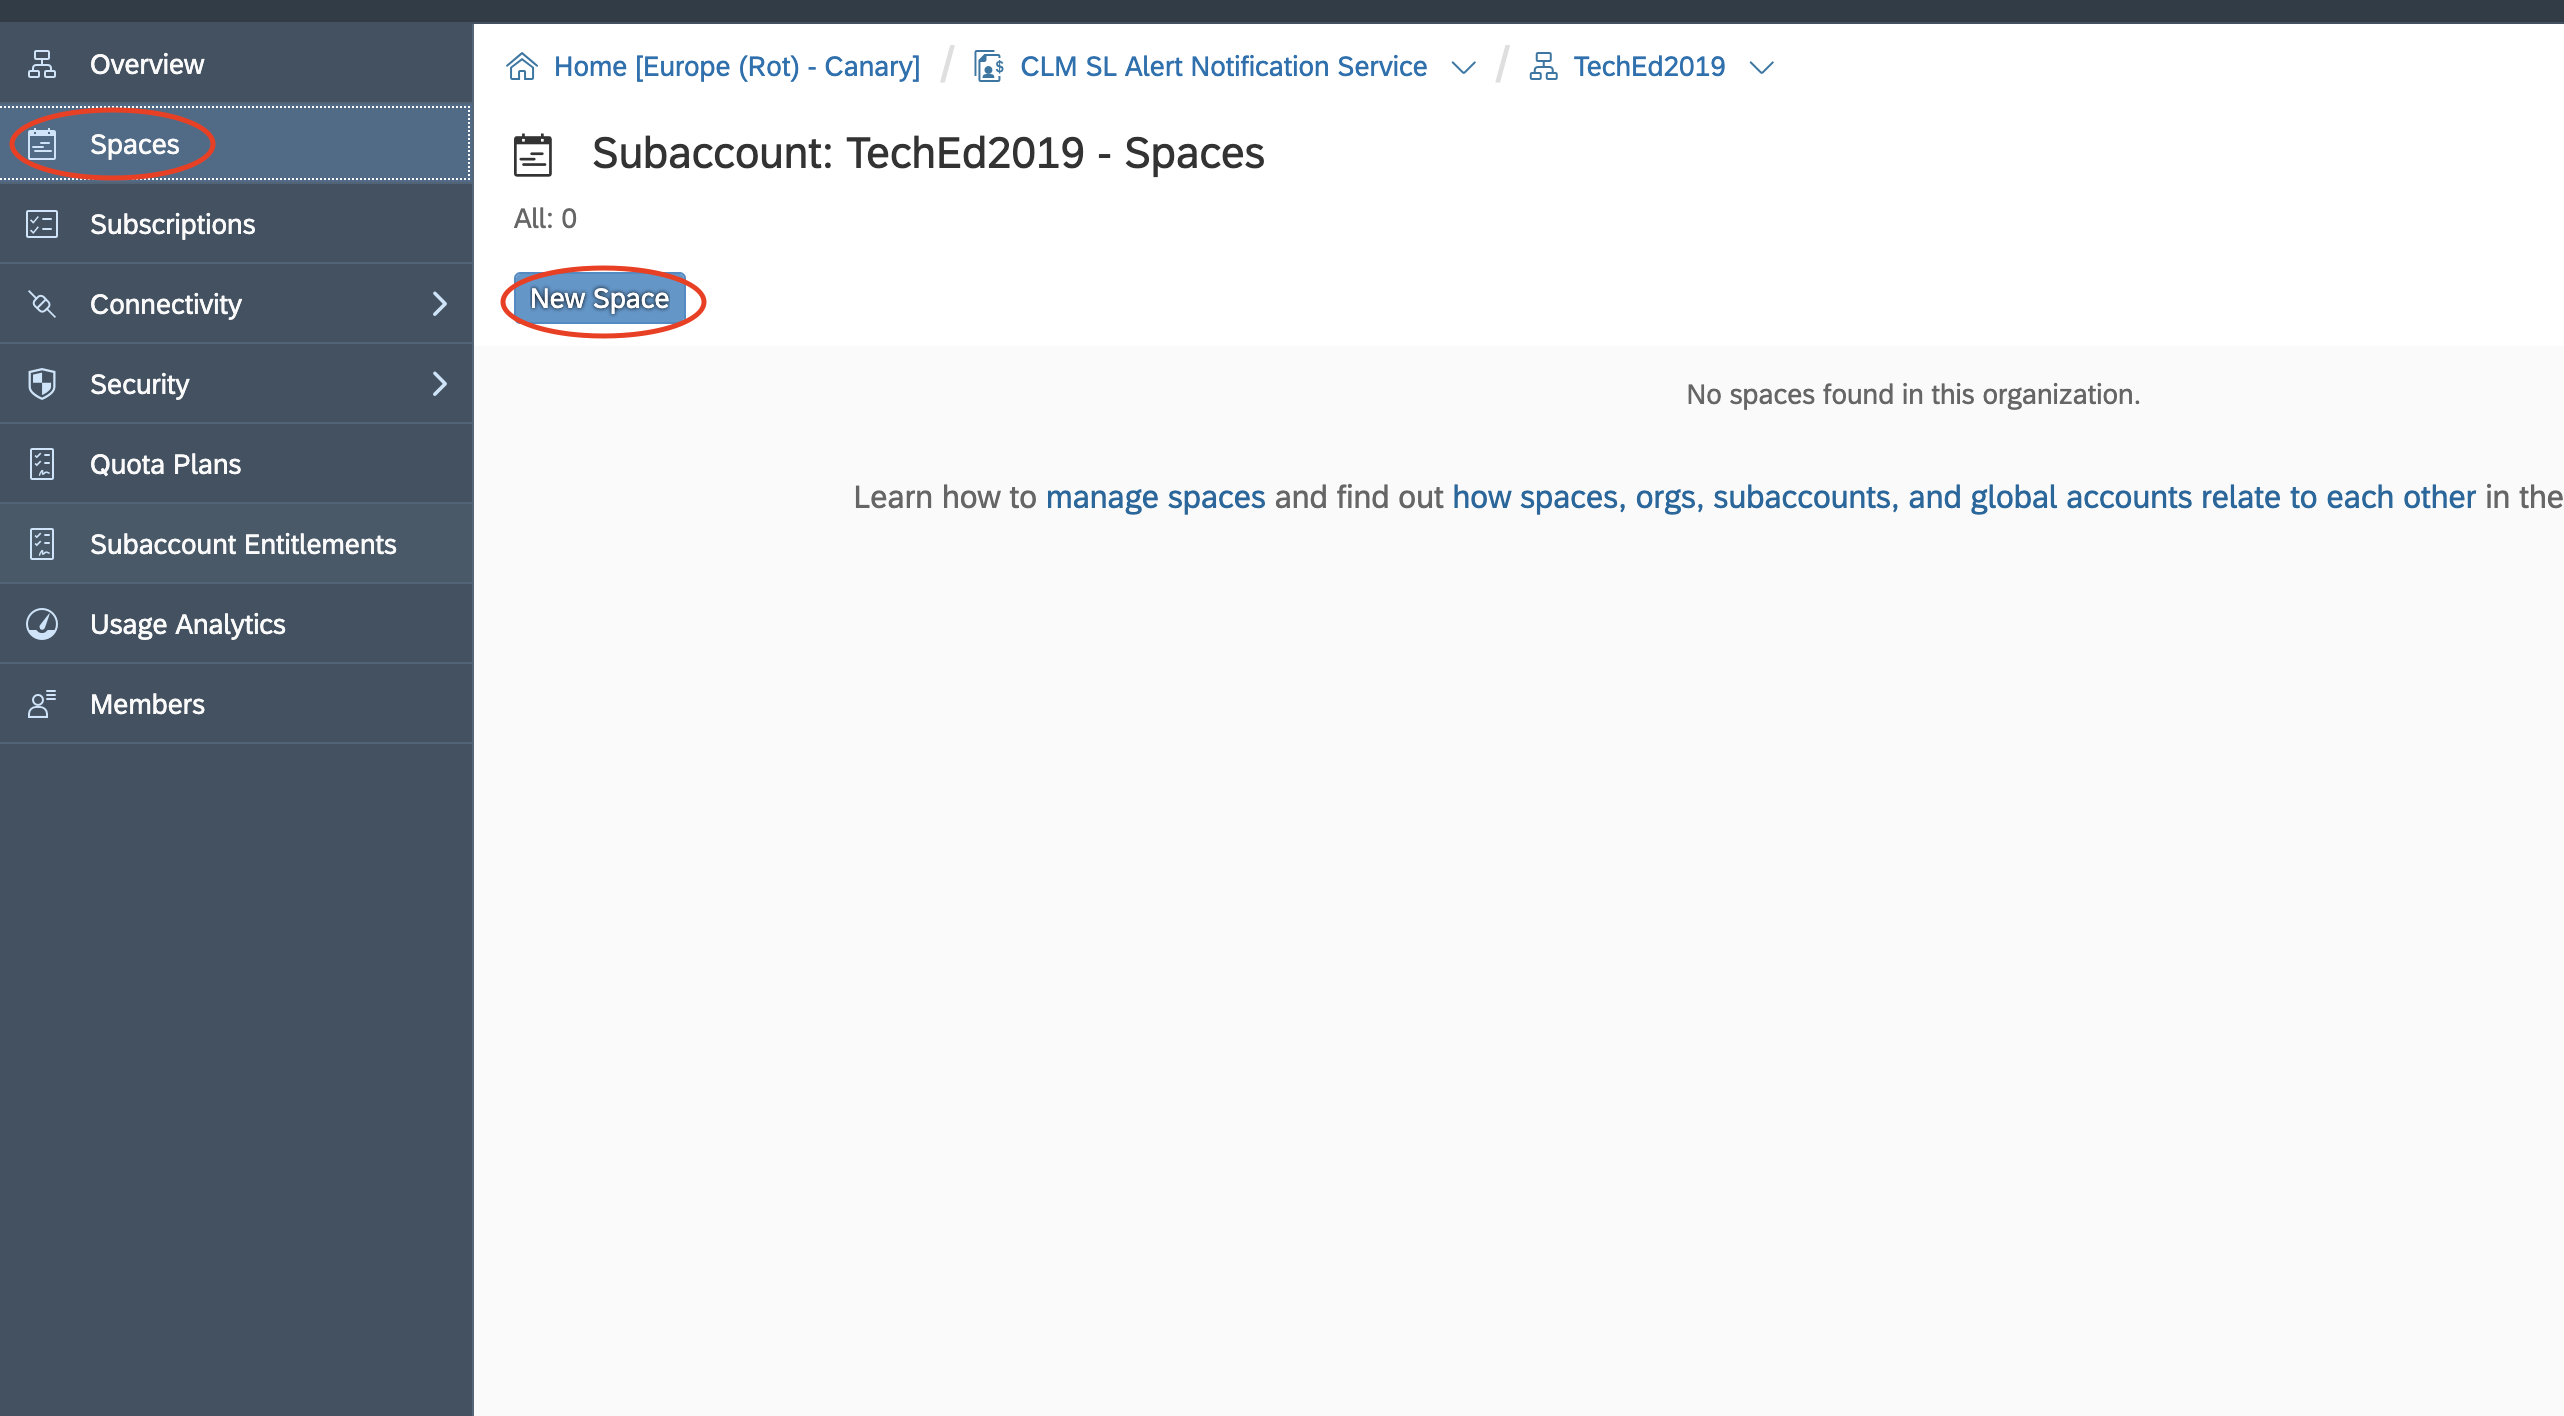 Overview
Spaces
Subscriptions
Connectivity
Security
Quota Plans
Subaccount Entitlements
Usage Analytics
Members
Home [Europe (Rot) - Canary] / CLM SL Alert Notification Service / TechEd2019
Subaccount: TechEd2019 - Spaces
All: 0
New Space
No spaces found in this organization.
Learn how to manage spaces and find out how spaces, orgs, subaccounts, and global accounts relate to each other in the